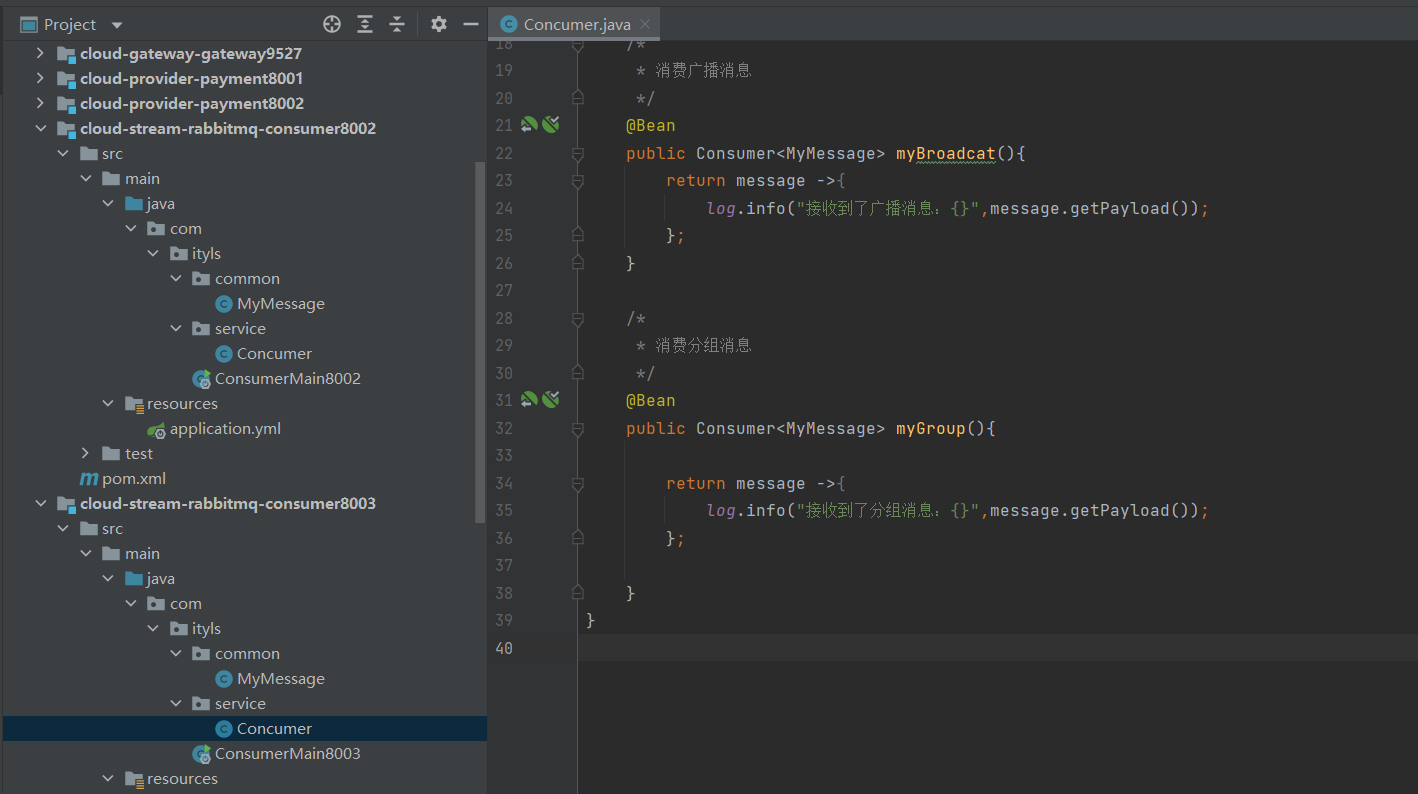 Project
cloud-gateway-gateway9527
cloud-provider-payment8001
cloud-provider-payment8002
cloud-stream-rabbitmq-consumer8002
src
main
java
com
ityls
common
MyMessage
service
Concumer
ConsumerMain8002
resources
application.yml
test
pom.xml
cloud-stream-rabbitmq-consumer8003
src
main
java
com
ityls
common
MyMessage
service
Concumer
ConsumerMain8003
resources
Concumer.java
18 /*
19 * 消费广播消息
20 */
21 @Bean
22 public Consumer<MyMessage> myBroadcat(){
23 return message ->{
24 log.info("接收到了广播消息：{}",message.getPayload());
25 };
26 }
27
28 /*
29 * 消费分组消息
30 */
31 @Bean
32 public Consumer<MyMessage> myGroup(){
33
34 return message ->{
35 log.info("接收到了分组消息：{}",message.getPayload());
36 };
37
38 }
39 }
40